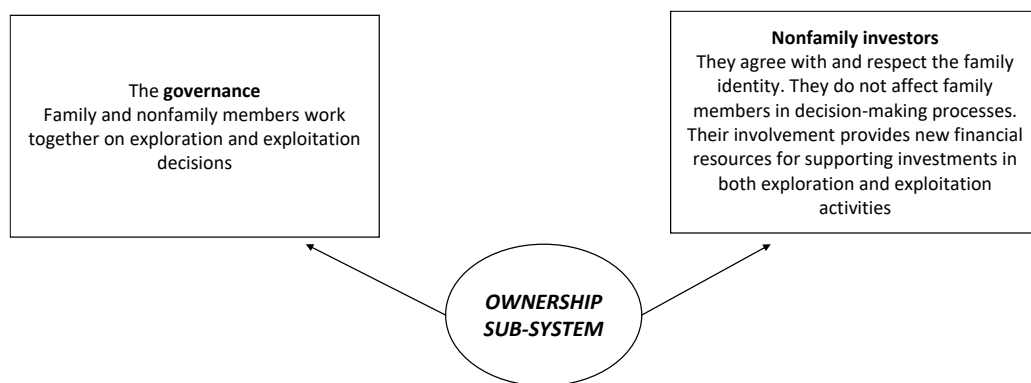 The governance
Family and nonfamily members work
together on exploration and exploitation
decisions
Nonfamily investors
They agree with and respect the family
identity. They do not affect family
members in decision-making processes.
Their involvement provides new financial
resources for supporting investments in
both exploration and exploitation
activities
OWNERSHIP
SUB-SYSTEM